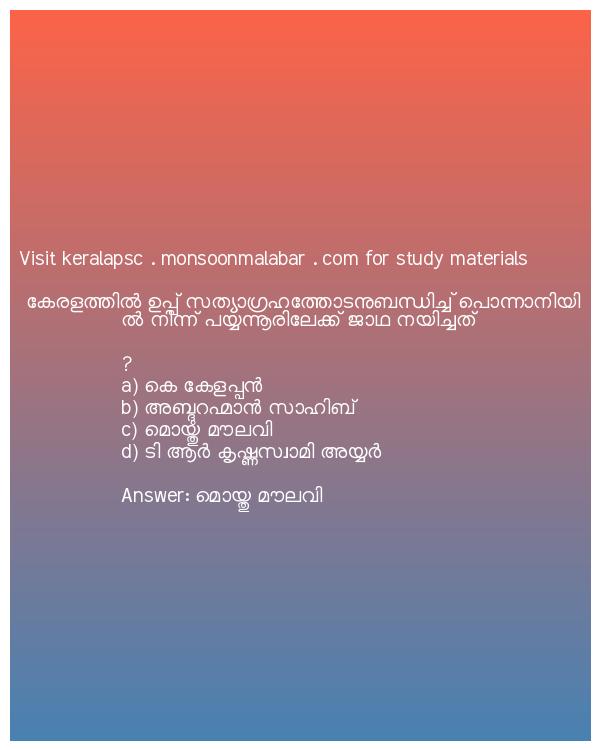 Visit keralapsc . monsoonmalabar . com for study materials
കേരളത്തിൽ ഉപ്പ് സത്യാഗ്രഹത്തോടനുബന്ധിച്ച് പൊന്നാനിയി
ൽ നിന്ന് പയ്യന്നൂരിലേക്ക് ജാഥ നയിച്ചത്
?
a) കെ കേളപ്പൻ
b) അബ്ദുറഹ്മാൻ സാഹിബ്
c) മൊയ്തു മൗലവി
d) ടി ആർ കൃഷ്ണസ്വാമി അയ്യർ
Answer: മൊയ്തു മൗലവി